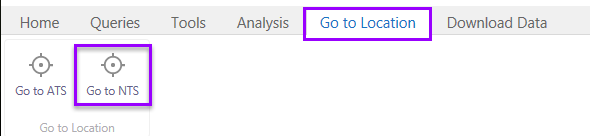 Home Queries Tools Analysis Go to Location Download Data
Go to ATS Go to NTS
Go to Location